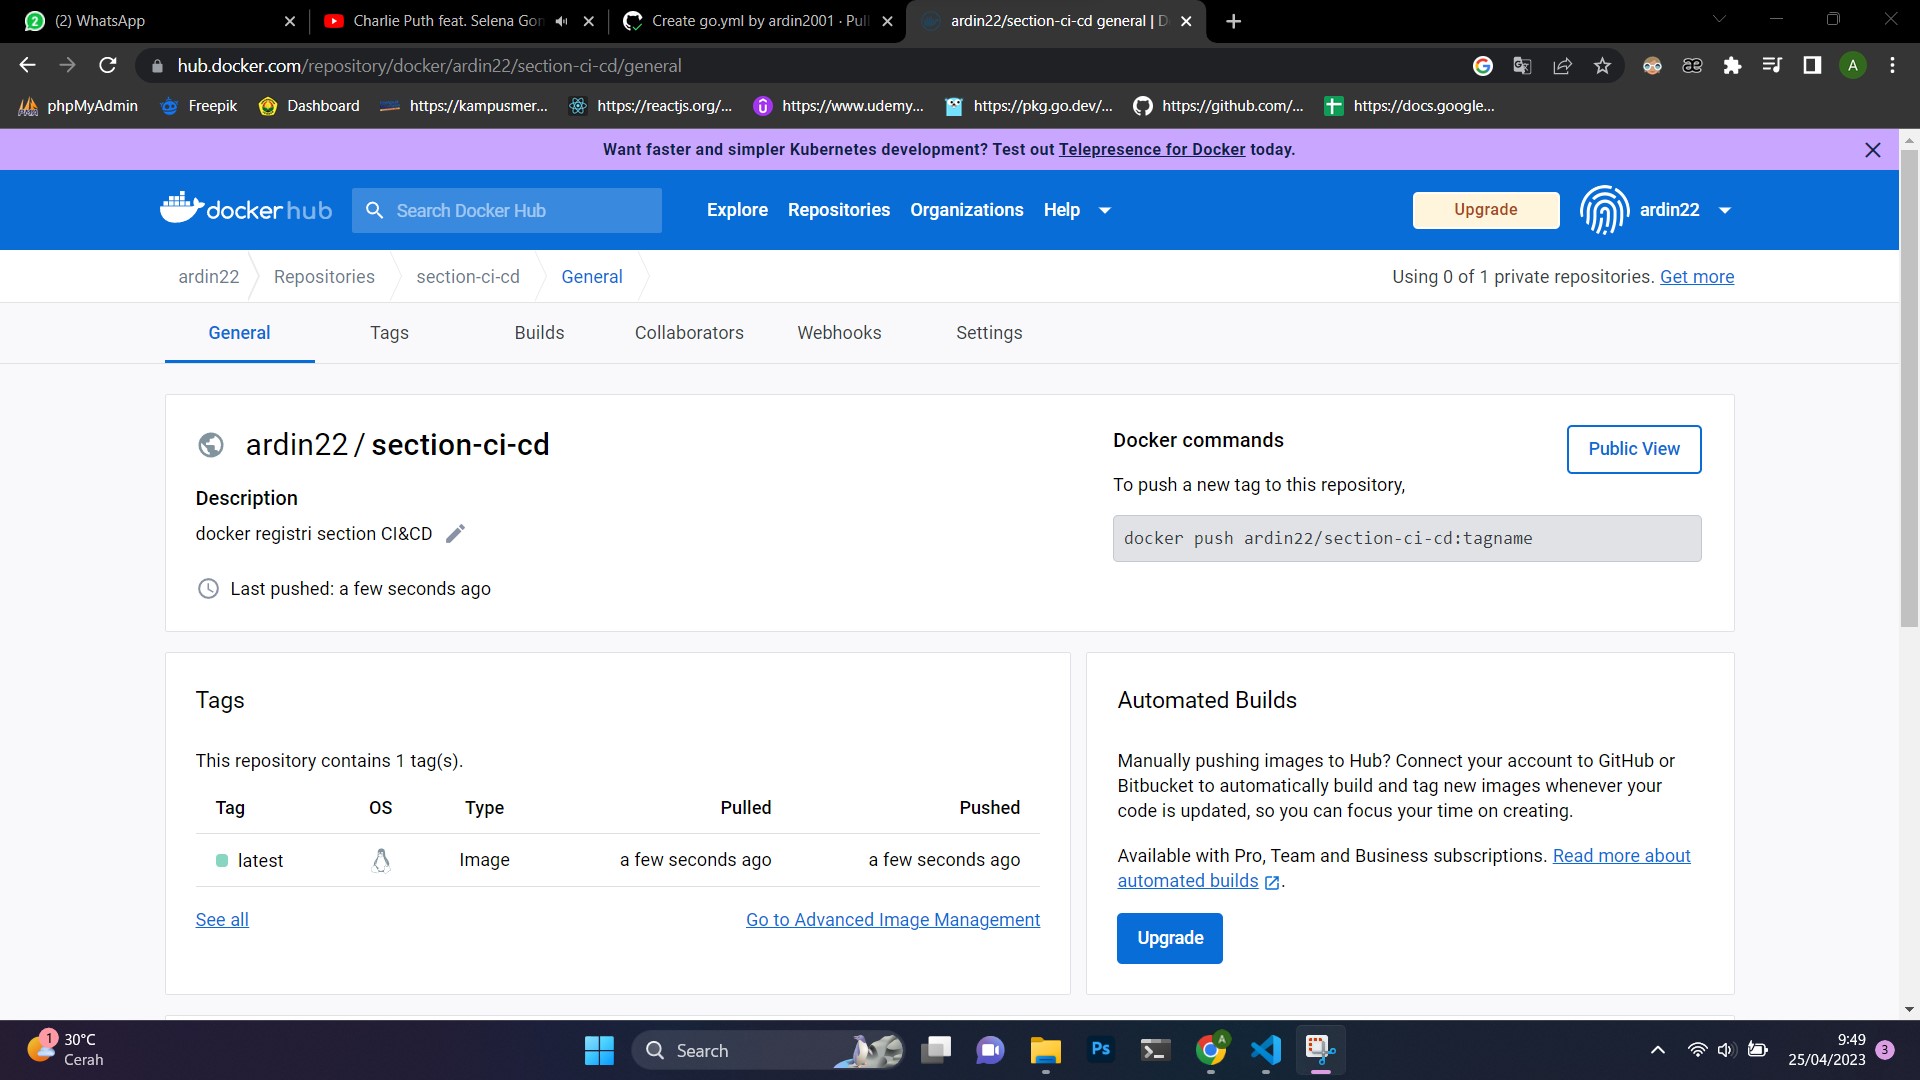 (2) WhatsApp
Charlie Puth feat. Selena Gon
Create go.yml by ardin2001 · Pull
ardin22/section-ci-cd general | D
hub.docker.com/repository/docker/ardin22/section-ci-cd/general
A
phpMyAdmin
Freepik
Dashboard
https://kampusmer...
https://reactjs.org/...
https://www.udemy...
https://pkg.go.dev/...
https://github.com/...
https://docs.google...
Want faster and simpler Kubernetes development? Test out Telepresence for Docker today.
docker hub
Search Docker Hub
Explore
Repositories
Organizations
Help
Upgrade
ardin22
ardin22
Repositories
section-ci-cd
General
Using 0 of 1 private repositories. Get more
General
Tags
Builds
Collaborators
Webhooks
Settings
ardin22 / section-ci-cd
Description
docker registri section CI&CD
Last pushed: a few seconds ago
Docker commands
Public View
To push a new tag to this repository,
docker push ardin22/section-ci-cd:tagname
Tags
This repository contains 1 tag(s).
Tag OS Type Pulled Pushed
latest Image a few seconds ago a few seconds ago
See all
Go to Advanced Image Management
Automated Builds
Manually pushing images to Hub? Connect your account to GitHub or
Bitbucket to automatically build and tag new images whenever your
code is updated, so you can focus your time on creating.
Available with Pro, Team and Business subscriptions. Read more about
automated builds .
Upgrade
1
30°C
Cerah
Search
Ps
A
9:49
25/04/2023
3